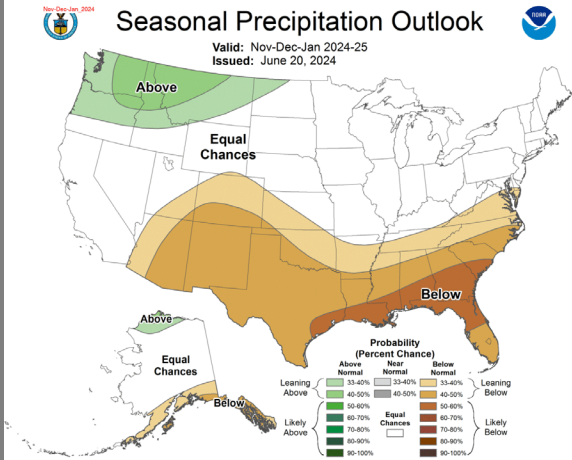 Nov-Dec-Jan_2024
Seasonal Precipitation Outlook
NOAA
Valid: Nov-Dec-Jan 2024-25
Issued: June 20, 2024
Above
Equal
Chances
Below
Above
Equal
Chances
Below
Probability
(Percent Chance)
Above
Normal
Near
Normal
Below
Normal
Leaning
Above
33-40%
33-40%
33-40%
Leaning
Below
40-50%
40-50%
40-50%
Likely
Above
50-60%
60-70%
70-80%
80-90%
90-100%
Equal
Chances
50-60%
60-70%
70-80%
80-90%
90-100%
Likely
Below